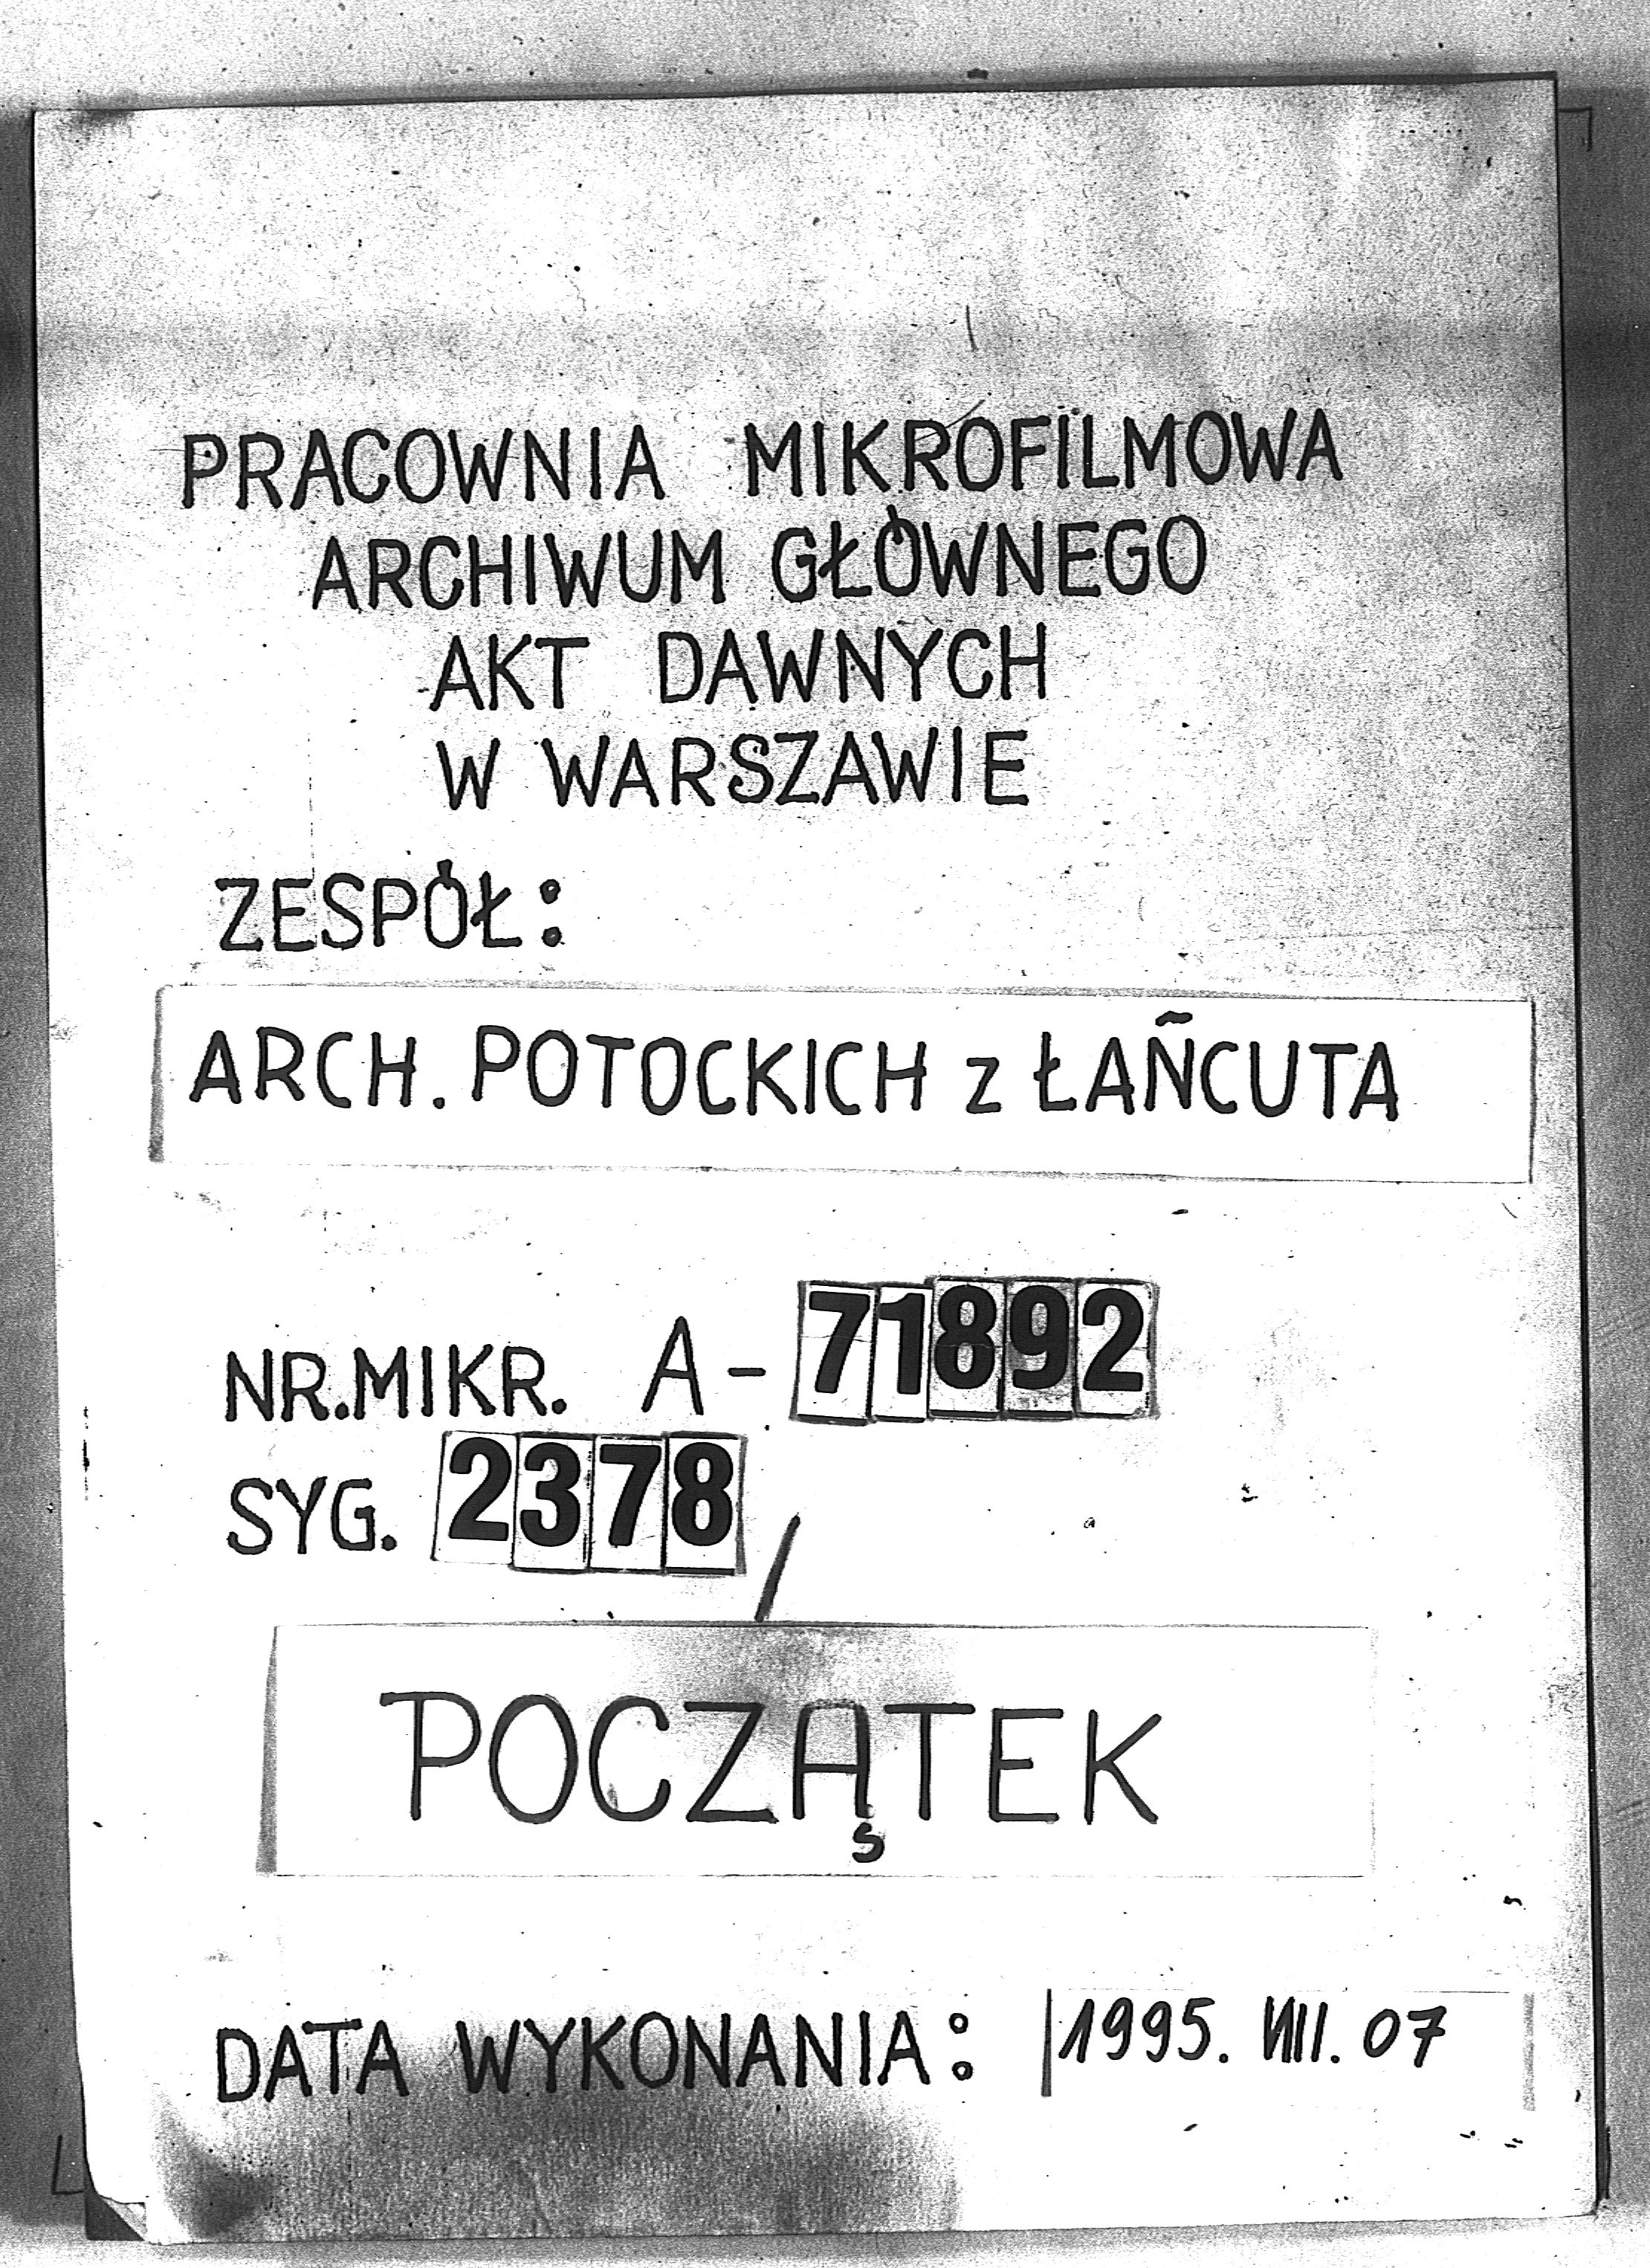 PRACOWNIA MIKROFILMOWA
ARCHIWUM GŁÓWNEGO
AKT DAWNYCH
W WARSZAWIE
ZESPÓŁ:
ARCH. POTOCKICH z ŁAŃCUTA
NR.MIKR. A-71892
SYG. 2378/
POCZĄTEK
DATA WYKONANIA: 1995. VIII. 07